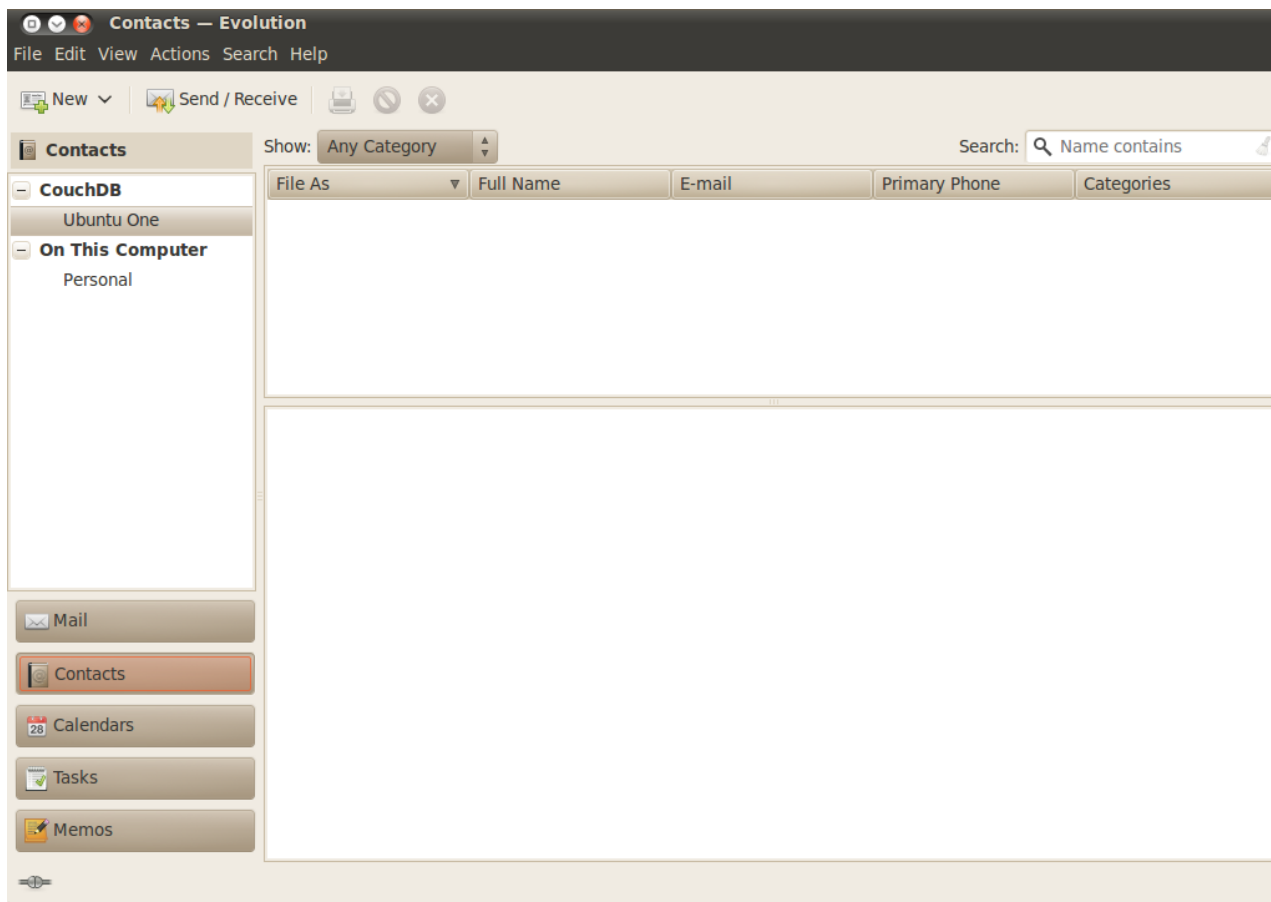 Contacts — Evolution
File Edit View Actions Search Help
New Send / Receive
Contacts
Show: Any Category Search: Name contains
File As Full Name E-mail Primary Phone Categories
CouchDB
Ubuntu One
On This Computer
Personal
Mail
Contacts
28 Calendars
Tasks
Memos